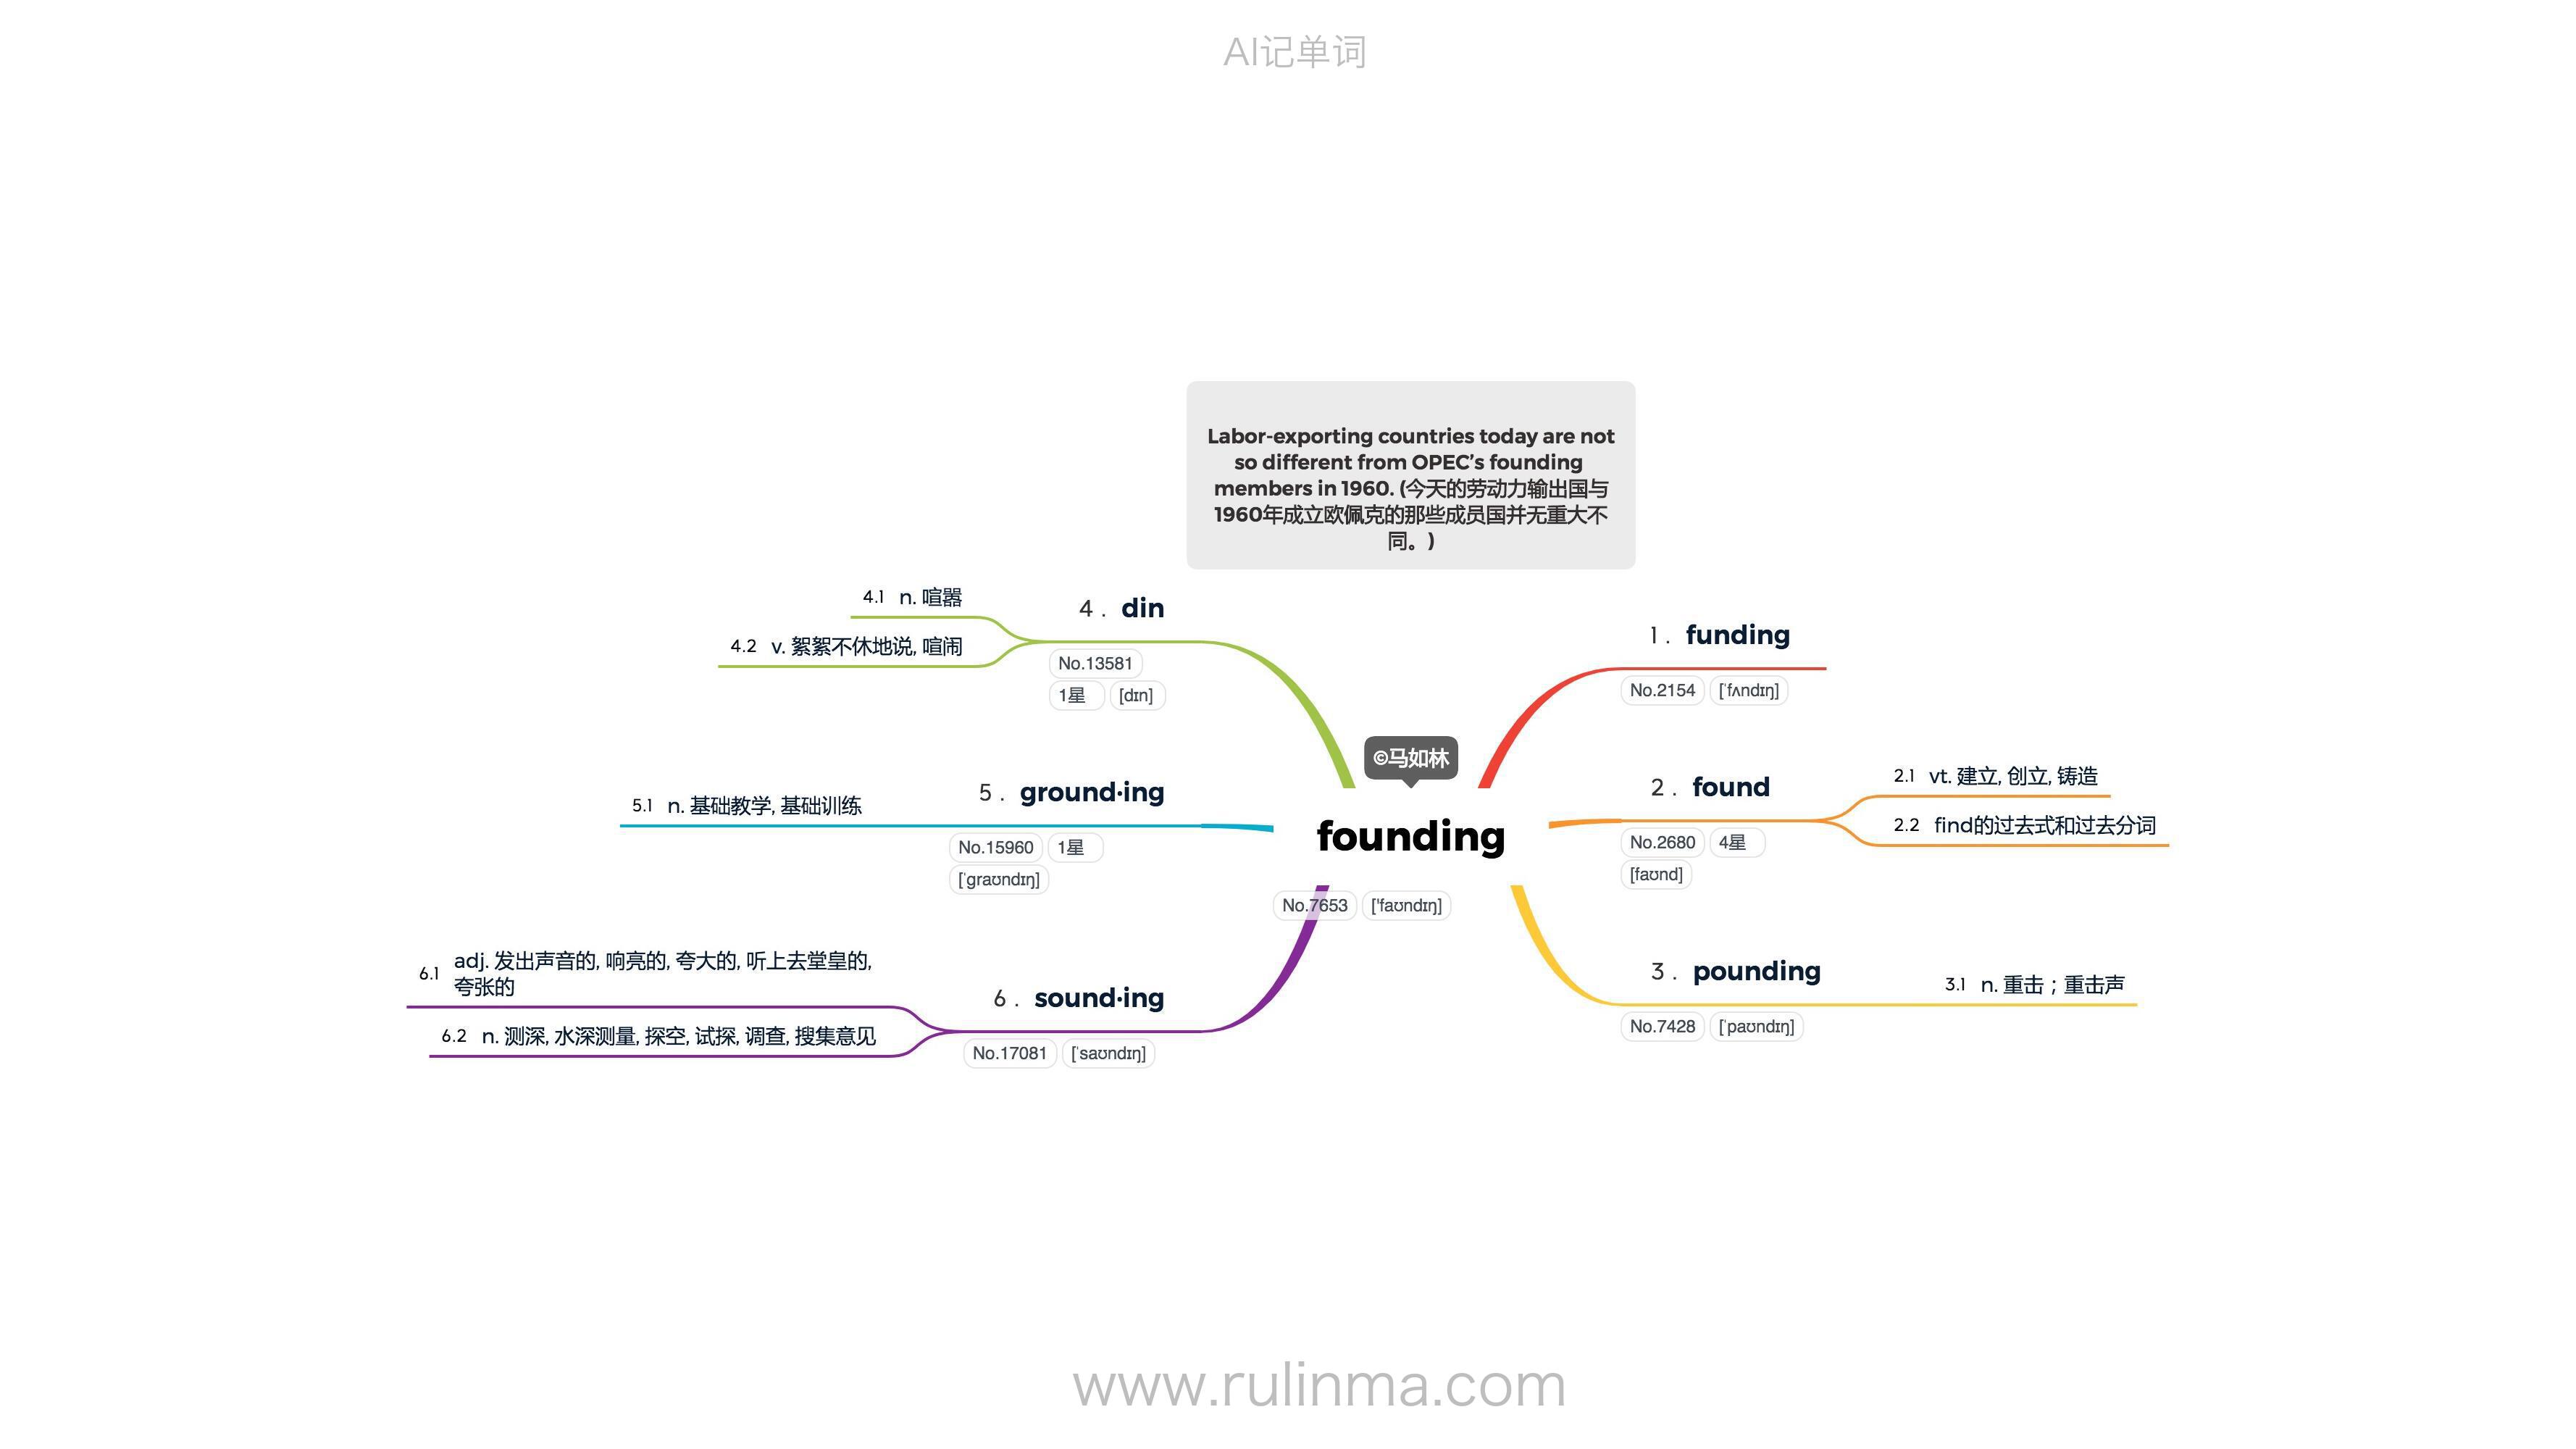 AI记单词
Labor-exporting countries today are not
so different from OPEC’s founding
members in 1960. (今天的劳动力输出国与
1960年成立欧佩克的那些成员国并无重大不
同。)
©马如林
founding
No.7653 [ˈfaʊndɪŋ]
1 . funding
No.2154 [ˈfʌndɪŋ]
2 . found
No.2680 4星
[faʊnd]
2.1 vt. 建立, 创立, 铸造
2.2 find的过去式和过去分词
3 . pounding
No.7428 [ˈpaʊndɪŋ]
3.1 n. 重击；重击声
4 . din
No.13581
1星 [dɪn]
4.1 n. 喧嚣
4.2 v. 絮絮不休地说, 喧闹
5 . ground·ing
No.15960 1星
[ˈɡraʊndɪŋ]
5.1 n. 基础教学, 基础训练
6 . sound·ing
No.17081 [ˈsaʊndɪŋ]
6.1 adj. 发出声音的, 响亮的, 夸大的, 听上去堂皇的,
夸张的
6.2 n. 测深, 水深测量, 探空, 试探, 调查, 搜集意见
www.rulinma.com